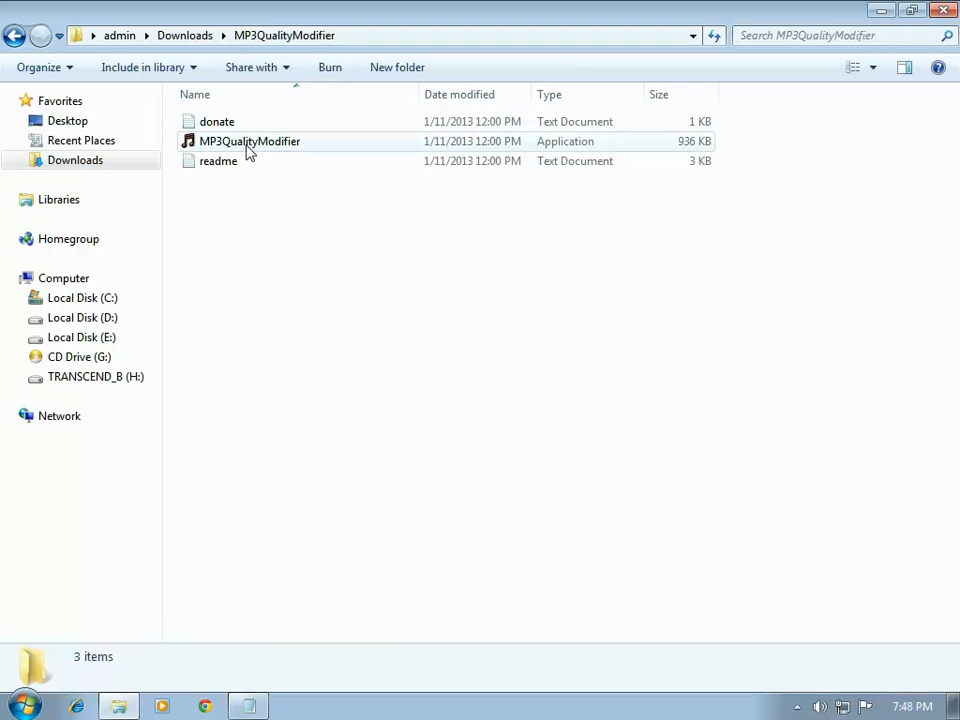 admin Downloads MP3QualityModifier Search MP3QualityModifier
Organize Include in library Share with Burn New folder
Name Date modified Type Size
donate 1/11/2013 12:00 PM Text Document 1 KB
MP3QualityModifier 1/11/2013 12:00 PM Application 936 KB
readme 1/11/2013 12:00 PM Text Document 3 KB
Favorites
Desktop
Recent Places
Downloads
Libraries
Homegroup
Computer
Local Disk (C:)
Local Disk (D:)
Local Disk (E:)
CD Drive (G:)
TRANSCEND_B (H:)
Network
3 items
7:48 PM